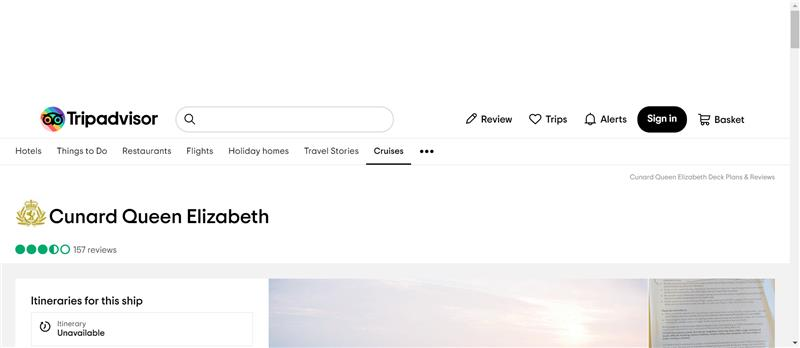 Tripadvisor
Review
Trips
Alerts
Sign in
Basket
Hotels
Things to Do
Restaurants
Flights
Holiday homes
Travel Stories
Cruises
Cunard Queen Elizabeth Deck Plans & Reviews
Cunard Queen Elizabeth
157 reviews
Itineraries for this ship
Itinerary
Unavailable